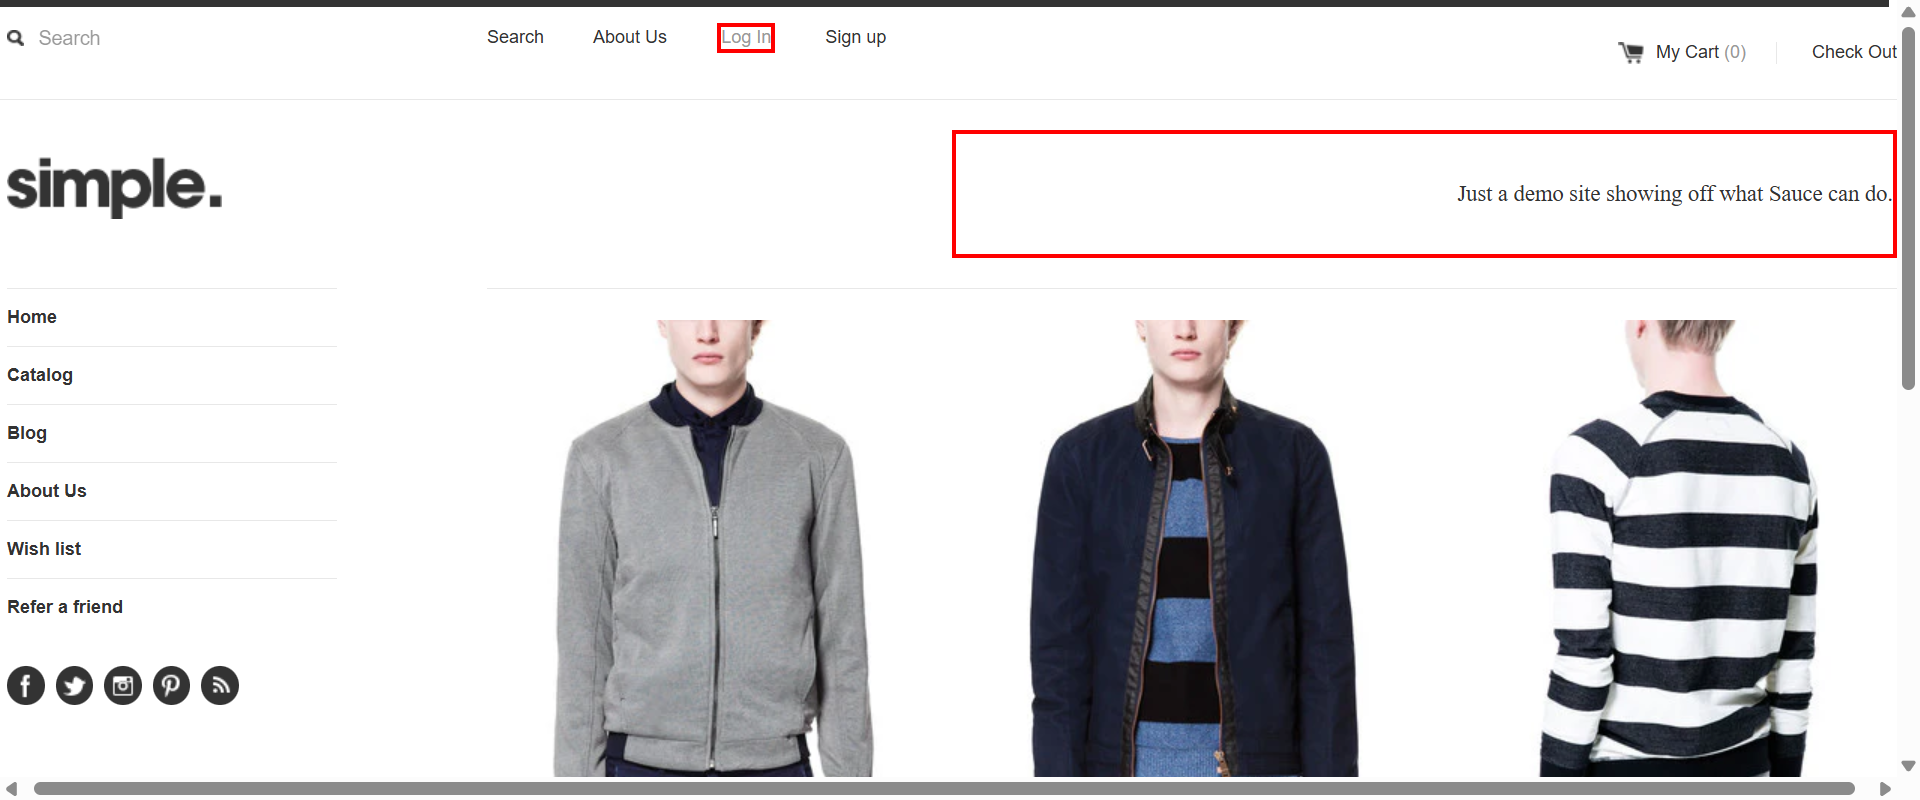 Search
Search
About Us
Log In
Sign up
My Cart (0)
Check Out
simple.
Just a demo site showing off what Sauce can do.
Home
Catalog
Blog
About Us
Wish list
Refer a friend